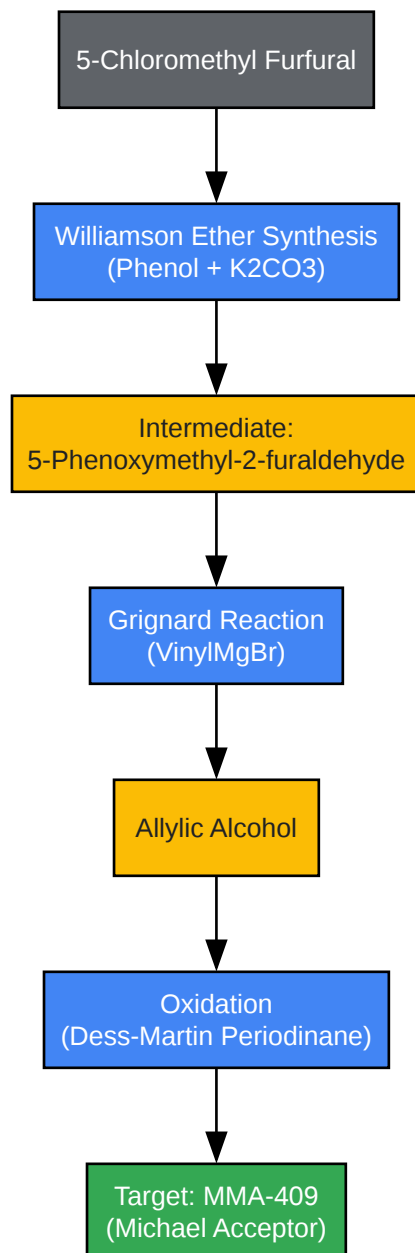 5-Chloromethyl Furfural
Williamson Ether Synthesis
(Phenol + K2CO3)
Intermediate:
5-Phenoxymethyl-2-furaldehyde
Grignard Reaction
(VinylMgBr)
Allylic Alcohol
Oxidation
(Dess-Martin Periodinane)
Target: MMA-409
(Michael Acceptor)